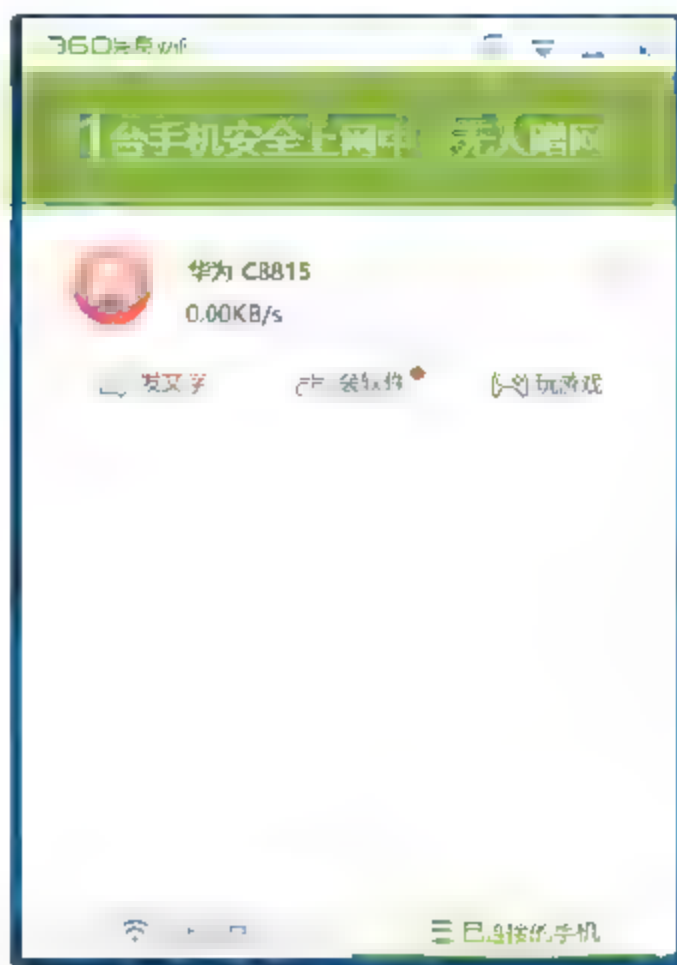 360免费WiFi
1台手机安全上网中 无人蹭网
华为 C8815
0.00KB/s
发文字 装软件 玩游戏
已连接的手机